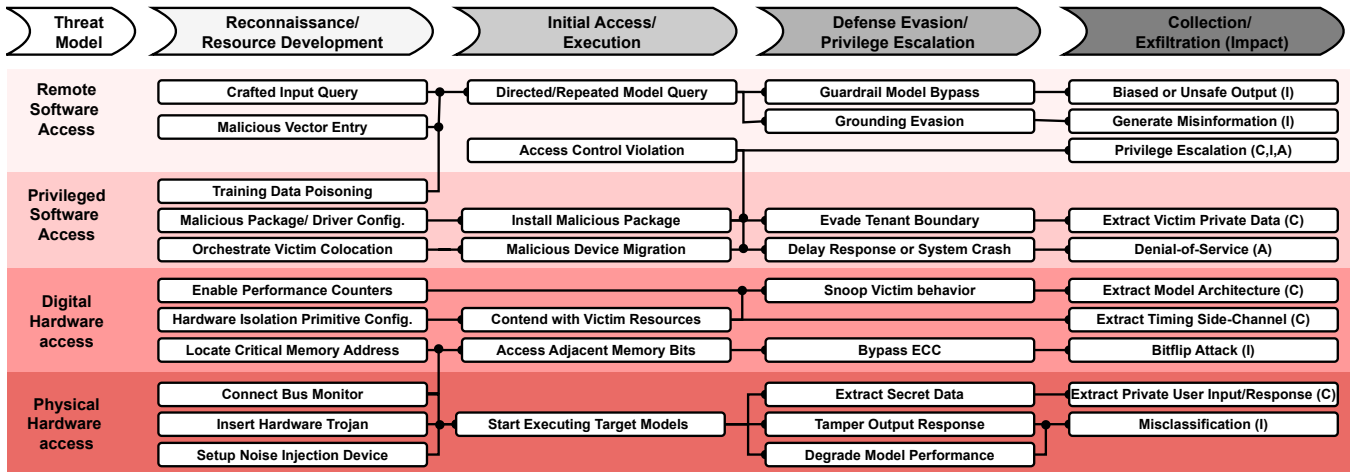 Threat
Model
Reconnaissance/
Resource Development
Initial Access/
Execution
Defense Evasion/
Privilege Escalation
Collection/
Exfiltration (Impact)
Remote
Software
Access
Crafted Input Query
Directed/Repeated Model Query
Guardrail Model Bypass
Biased or Unsafe Output (I)
Malicious Vector Entry
Grounding Evasion
Generate Misinformation (I)
Access Control Violation
Privilege Escalation (C,I,A)
Privileged
Software
Access
Training Data Poisoning
Malicious Package/ Driver Config.
Install Malicious Package
Evade Tenant Boundary
Extract Victim Private Data (C)
Orchestrate Victim Colocation
Malicious Device Migration
Delay Response or System Crash
Denial-of-Service (A)
Digital
Hardware
access
Enable Performance Counters
Snoop Victim behavior
Extract Model Architecture (C)
Hardware Isolation Primitive Config.
Contend with Victim Resources
Extract Timing Side-Channel (C)
Locate Critical Memory Address
Access Adjacent Memory Bits
Bypass ECC
Bitflip Attack (I)
Physical
Hardware
access
Connect Bus Monitor
Extract Secret Data
Extract Private User Input/Response (C)
Insert Hardware Trojan
Start Executing Target Models
Tamper Output Response
Misclassification (I)
Setup Noise Injection Device
Degrade Model Performance